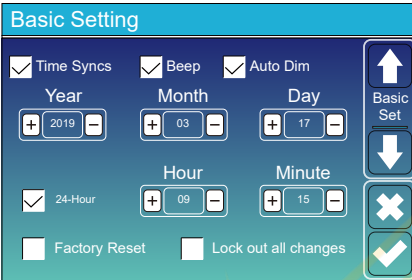 Basic Setting
Time Syncs Beep Auto Dim
Year Month Day
+ 2019 − + 03 − + 17 −
Basic
Set
Hour Minute
24-Hour + 09 − + 15 −
Factory Reset Lock out all changes